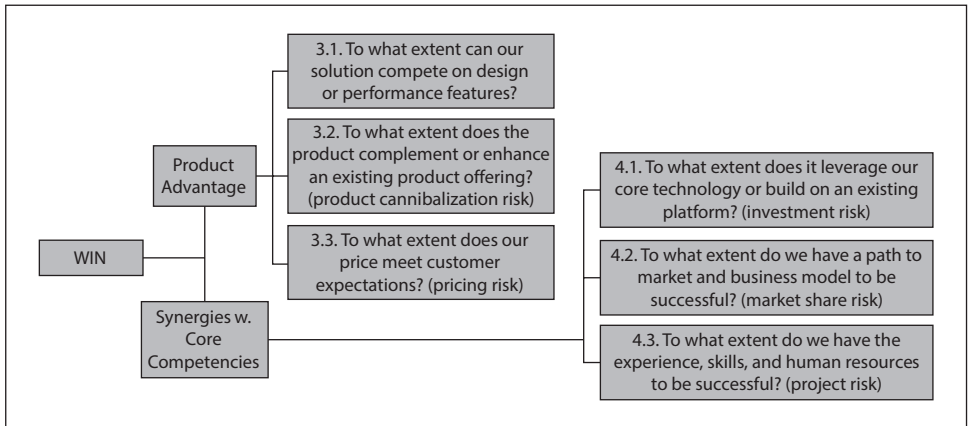 WIN
Product
Advantage
3.1. To what extent can our
solution compete on design
or performance features?
3.2. To what extent does the
product complement or enhance
an existing product offering?
(product cannibalization risk)
3.3. To what extent does our
price meet customer
expectations? (pricing risk)
Synergies w.
Core
Competencies
4.1. To what extent does it leverage our
core technology or build on an existing
platform? (investment risk)
4.2. To what extent do we have a path to
market and business model to be
successful? (market share risk)
4.3. To what extent do we have the
experience, skills, and human resources
to be successful? (project risk)